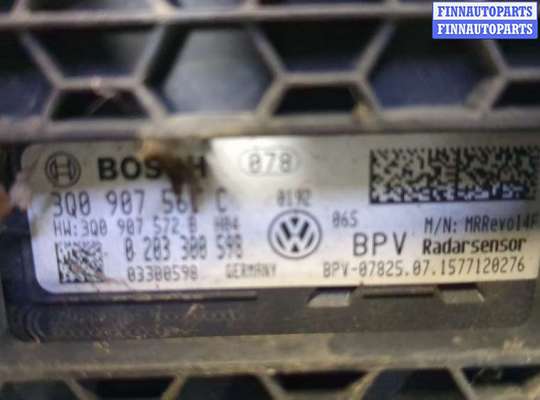 FINNAUTOPARTS
FINNAUTOPARTS
BOSCH 078
3Q0 907 56 C 0192
HW:3Q0 907 572 B H04 065 M/N: MRRevo14F
0 203 300 598 BPV Radarsensor
03300598 GERMANY BPV-07825.07.1577120276